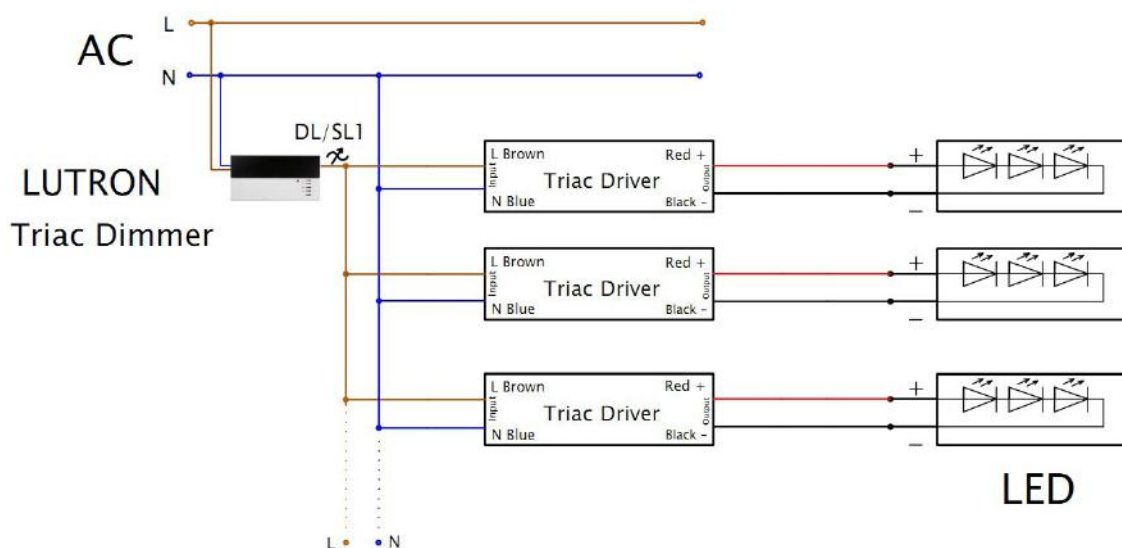 L
AC
N
DL/SL1
LUTRON
Triac Dimmer
L Brown
Input
N Blue
Triac Driver
Red +
Output
Black -
+
-
L Brown
Input
N Blue
Triac Driver
Red +
Output
Black -
+
-
L Brown
Input
N Blue
Triac Driver
Red +
Output
Black -
+
-
LED
L
N